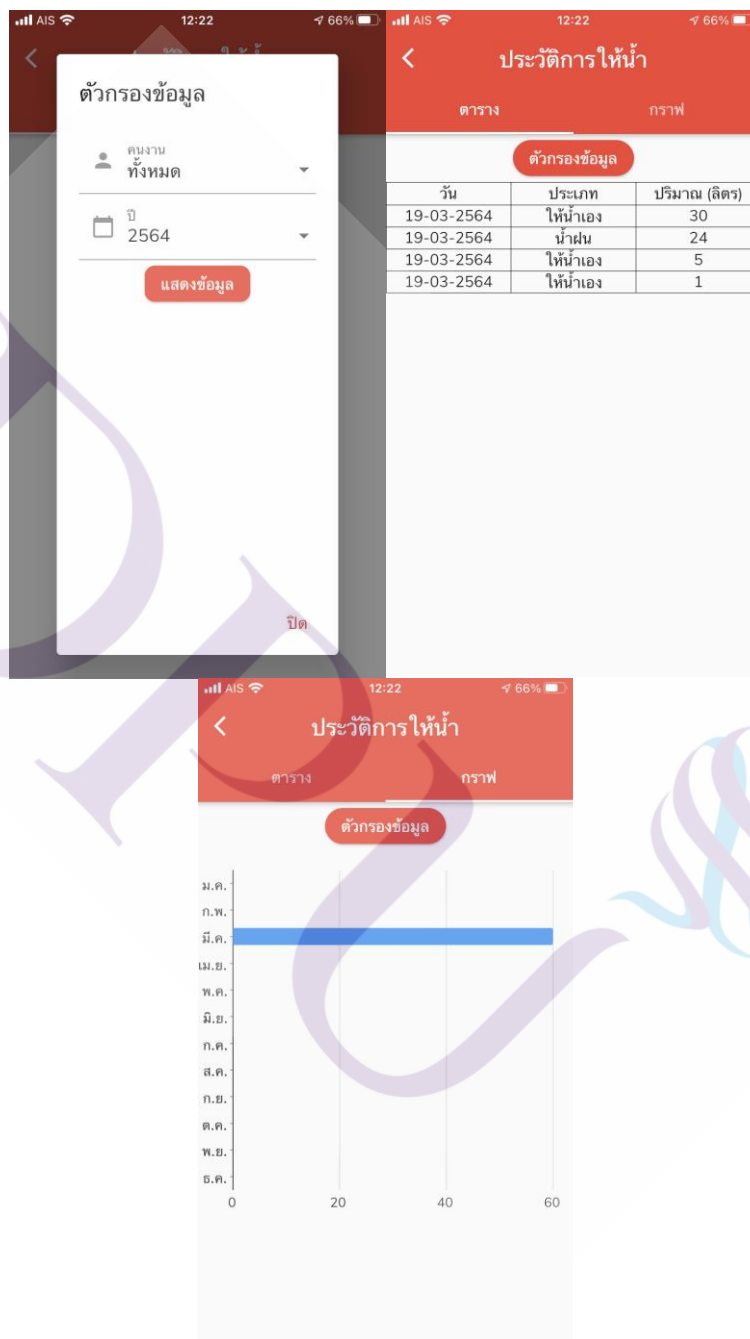 AIS 12:22 66%
ตัวกรองข้อมูล
คนงาน
ทั้งหมด
ปี
2564
แสดงข้อมูล
ปิด
AIS 12:22 66%
ประวัติการให้น้ำ
ตาราง กราฟ
ตัวกรองข้อมูล
วัน ประเภท ปริมาณ (ลิตร)
19-03-2564 ให้น้ำเอง 30
19-03-2564 น้ำฝน 24
19-03-2564 ให้น้ำเอง 5
19-03-2564 ให้น้ำเอง 1
AIS 12:22 66%
ประวัติการให้น้ำ
ตาราง กราฟ
ตัวกรองข้อมูล
ม.ค.
ก.พ.
มี.ค.
เม.ย.
พ.ค.
มิ.ย.
ก.ค.
ส.ค.
ก.ย.
ต.ค.
พ.ย.
ธ.ค.
0 20 40 60
DPU